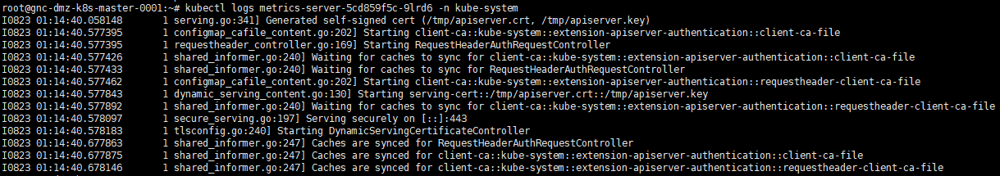 root@gnc-dmz-k8s-master-0001:~# kubectl logs metrics-server-5cd859f5c-9lrd6 -n kube-system
I0823 01:14:40.058148       1 serving.go:341] Generated self-signed cert (/tmp/apiserver.crt, /tmp/apiserver.key)
I0823 01:14:40.577395       1 configmap_cafile_content.go:202] Starting client-ca::kube-system::extension-apiserver-authentication::client-ca-file
I0823 01:14:40.577395       1 requestheader_controller.go:169] Starting RequestHeaderAuthRequestController
I0823 01:14:40.577426       1 shared_informer.go:240] Waiting for caches to sync for client-ca::kube-system::extension-apiserver-authentication::client-ca-file
I0823 01:14:40.577433       1 shared_informer.go:240] Waiting for caches to sync for RequestHeaderAuthRequestController
I0823 01:14:40.577462       1 configmap_cafile_content.go:202] Starting client-ca::kube-system::extension-apiserver-authentication::requestheader-client-ca-file
I0823 01:14:40.577843       1 dynamic_serving_content.go:130] Starting serving-cert::/tmp/apiserver.crt::/tmp/apiserver.key
I0823 01:14:40.577892       1 shared_informer.go:240] Waiting for caches to sync for client-ca::kube-system::extension-apiserver-authentication::requestheader-client-ca-file
I0823 01:14:40.578097       1 secure_serving.go:197] Serving securely on [::]:443
I0823 01:14:40.578183       1 tlsconfig.go:240] Starting DynamicServingCertificateController
I0823 01:14:40.677863       1 shared_informer.go:247] Caches are synced for RequestHeaderAuthRequestController
I0823 01:14:40.677875       1 shared_informer.go:247] Caches are synced for client-ca::kube-system::extension-apiserver-authentication::client-ca-file
I0823 01:14:40.678146       1 shared_informer.go:247] Caches are synced for client-ca::kube-system::extension-apiserver-authentication::requestheader-client-ca-file